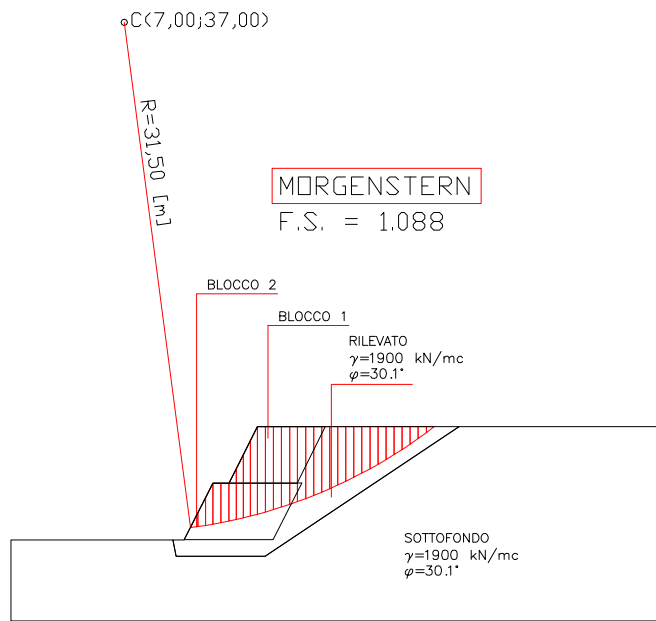 C(7,00;37,00)
R=31,50 [m]
MORGENSTERN
F.S. = 1.088
BLOCCO 2
BLOCCO 1
RILEVATO
γ=1900 kN/mc
φ=30.1°
SOTTOFONDO
γ=1900 kN/mc
φ=30.1°